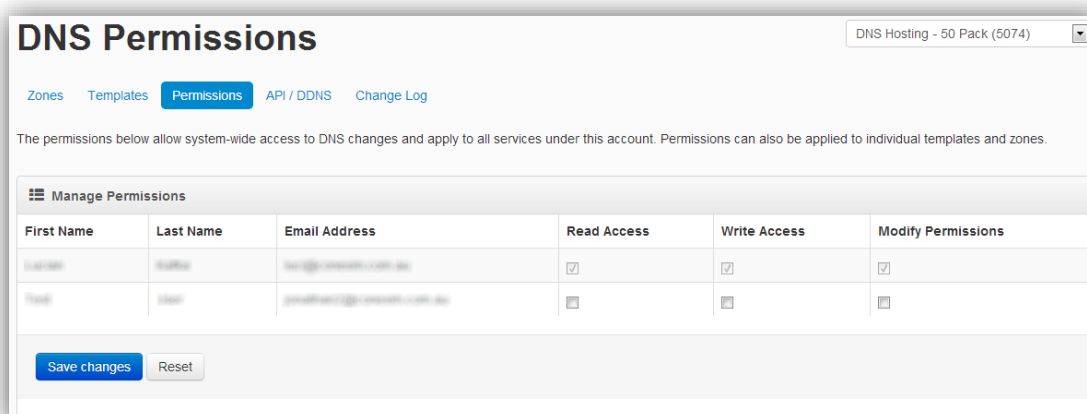 DNS Permissions
DNS Hosting - 50 Pack (5074)
Zones Templates Permissions API / DDNS Change Log
The permissions below allow system-wide access to DNS changes and apply to all services under this account. Permissions can also be applied to individual templates and zones.
Manage Permissions
First Name Last Name Email Address Read Access Write Access Modify Permissions
Save changes Reset